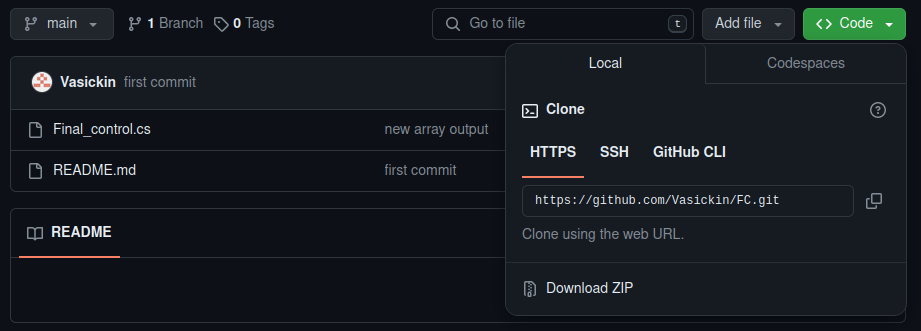 main 1 Branch 0 Tags Go to file t Add file Code
Vasickin first commit
Final_control.cs new array output
README.md first commit
README
Local Codespaces
Clone
HTTPS SSH GitHub CLI
https://github.com/Vasickin/FC.git
Clone using the web URL.
Download ZIP